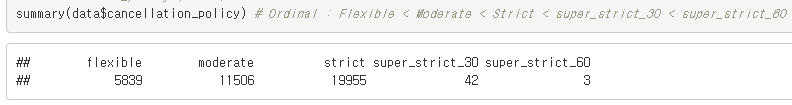 summary(data$cancellation_policy) # Ordinal : Flexible < Moderate < Strict < super_strict_30 < super_strict_60
## flexible moderate strict super_strict_30 super_strict_60
## 5839 11506 19955 42 3